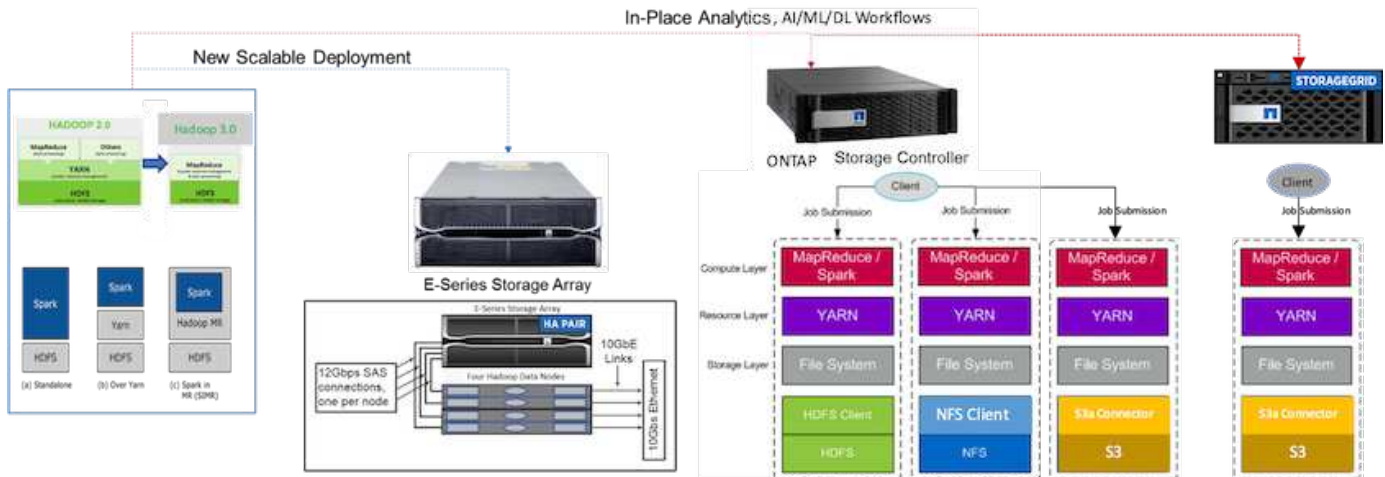 In-Place Analytics, AI/ML/DL Workflows
New Scalable Deployment
HADOOP 2.0
MapReduce
Others
YARN
HDFS
Hadoop 3.0
MapReduce
HDFS
Spark
HDFS
(a) Standalone
Spark
Yarn
HDFS
(b) Over Yarn
Spark
Hadoop MR
HDFS
(c) Spark in
MR (SIMR)
E-Series Storage Array
E-Series Storage Array
HA PAIR
12Gbps SAS
connections,
one per node
Four Hadoop Data Nodes
10GbE
Links
10Gbs Ethernet
ONTAP Storage Controller
STORAGEGRID
Client
Job Submission
Job Submission
Job Submission
Client
Job Submission
Compute Layer
Resource Layer
Storage Layer
MapReduce /
Spark
YARN
File System
HDFS Client
HDFS
MapReduce /
Spark
YARN
File System
NFS Client
NFS
MapReduce /
Spark
YARN
File System
S3a Connector
S3
MapReduce /
Spark
YARN
File System
S3a Connector
S3